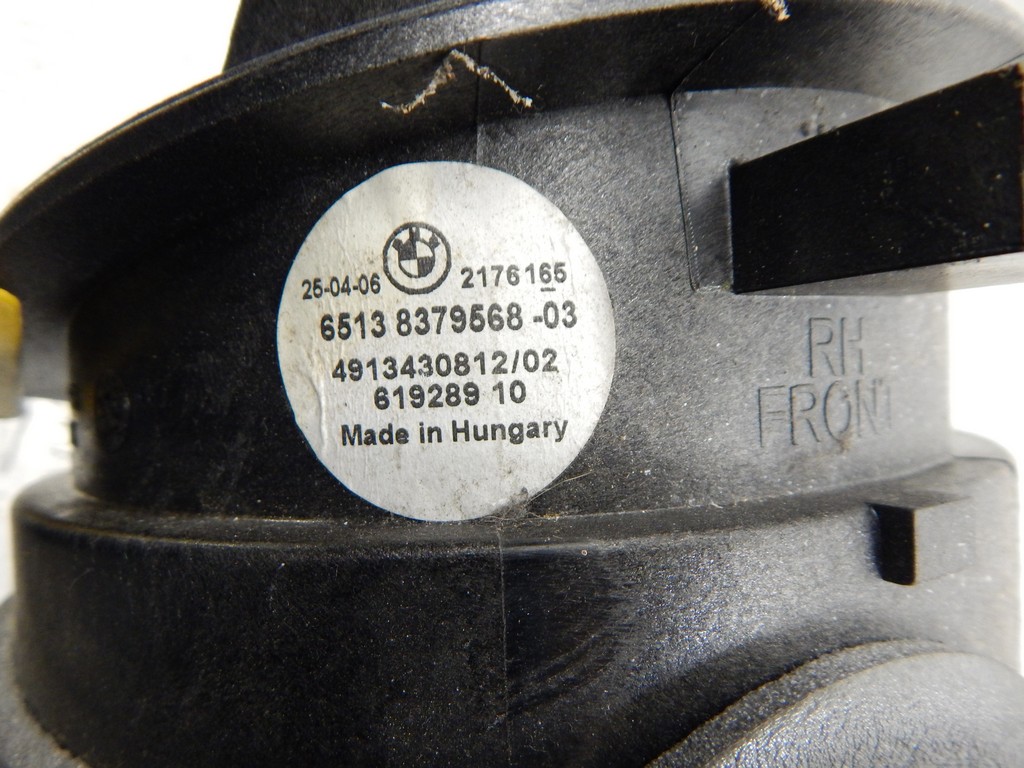 25-04-06 2176165
6513 8379568 -03
4913430812/02
619289 10
Made in Hungary
RH
FRONT